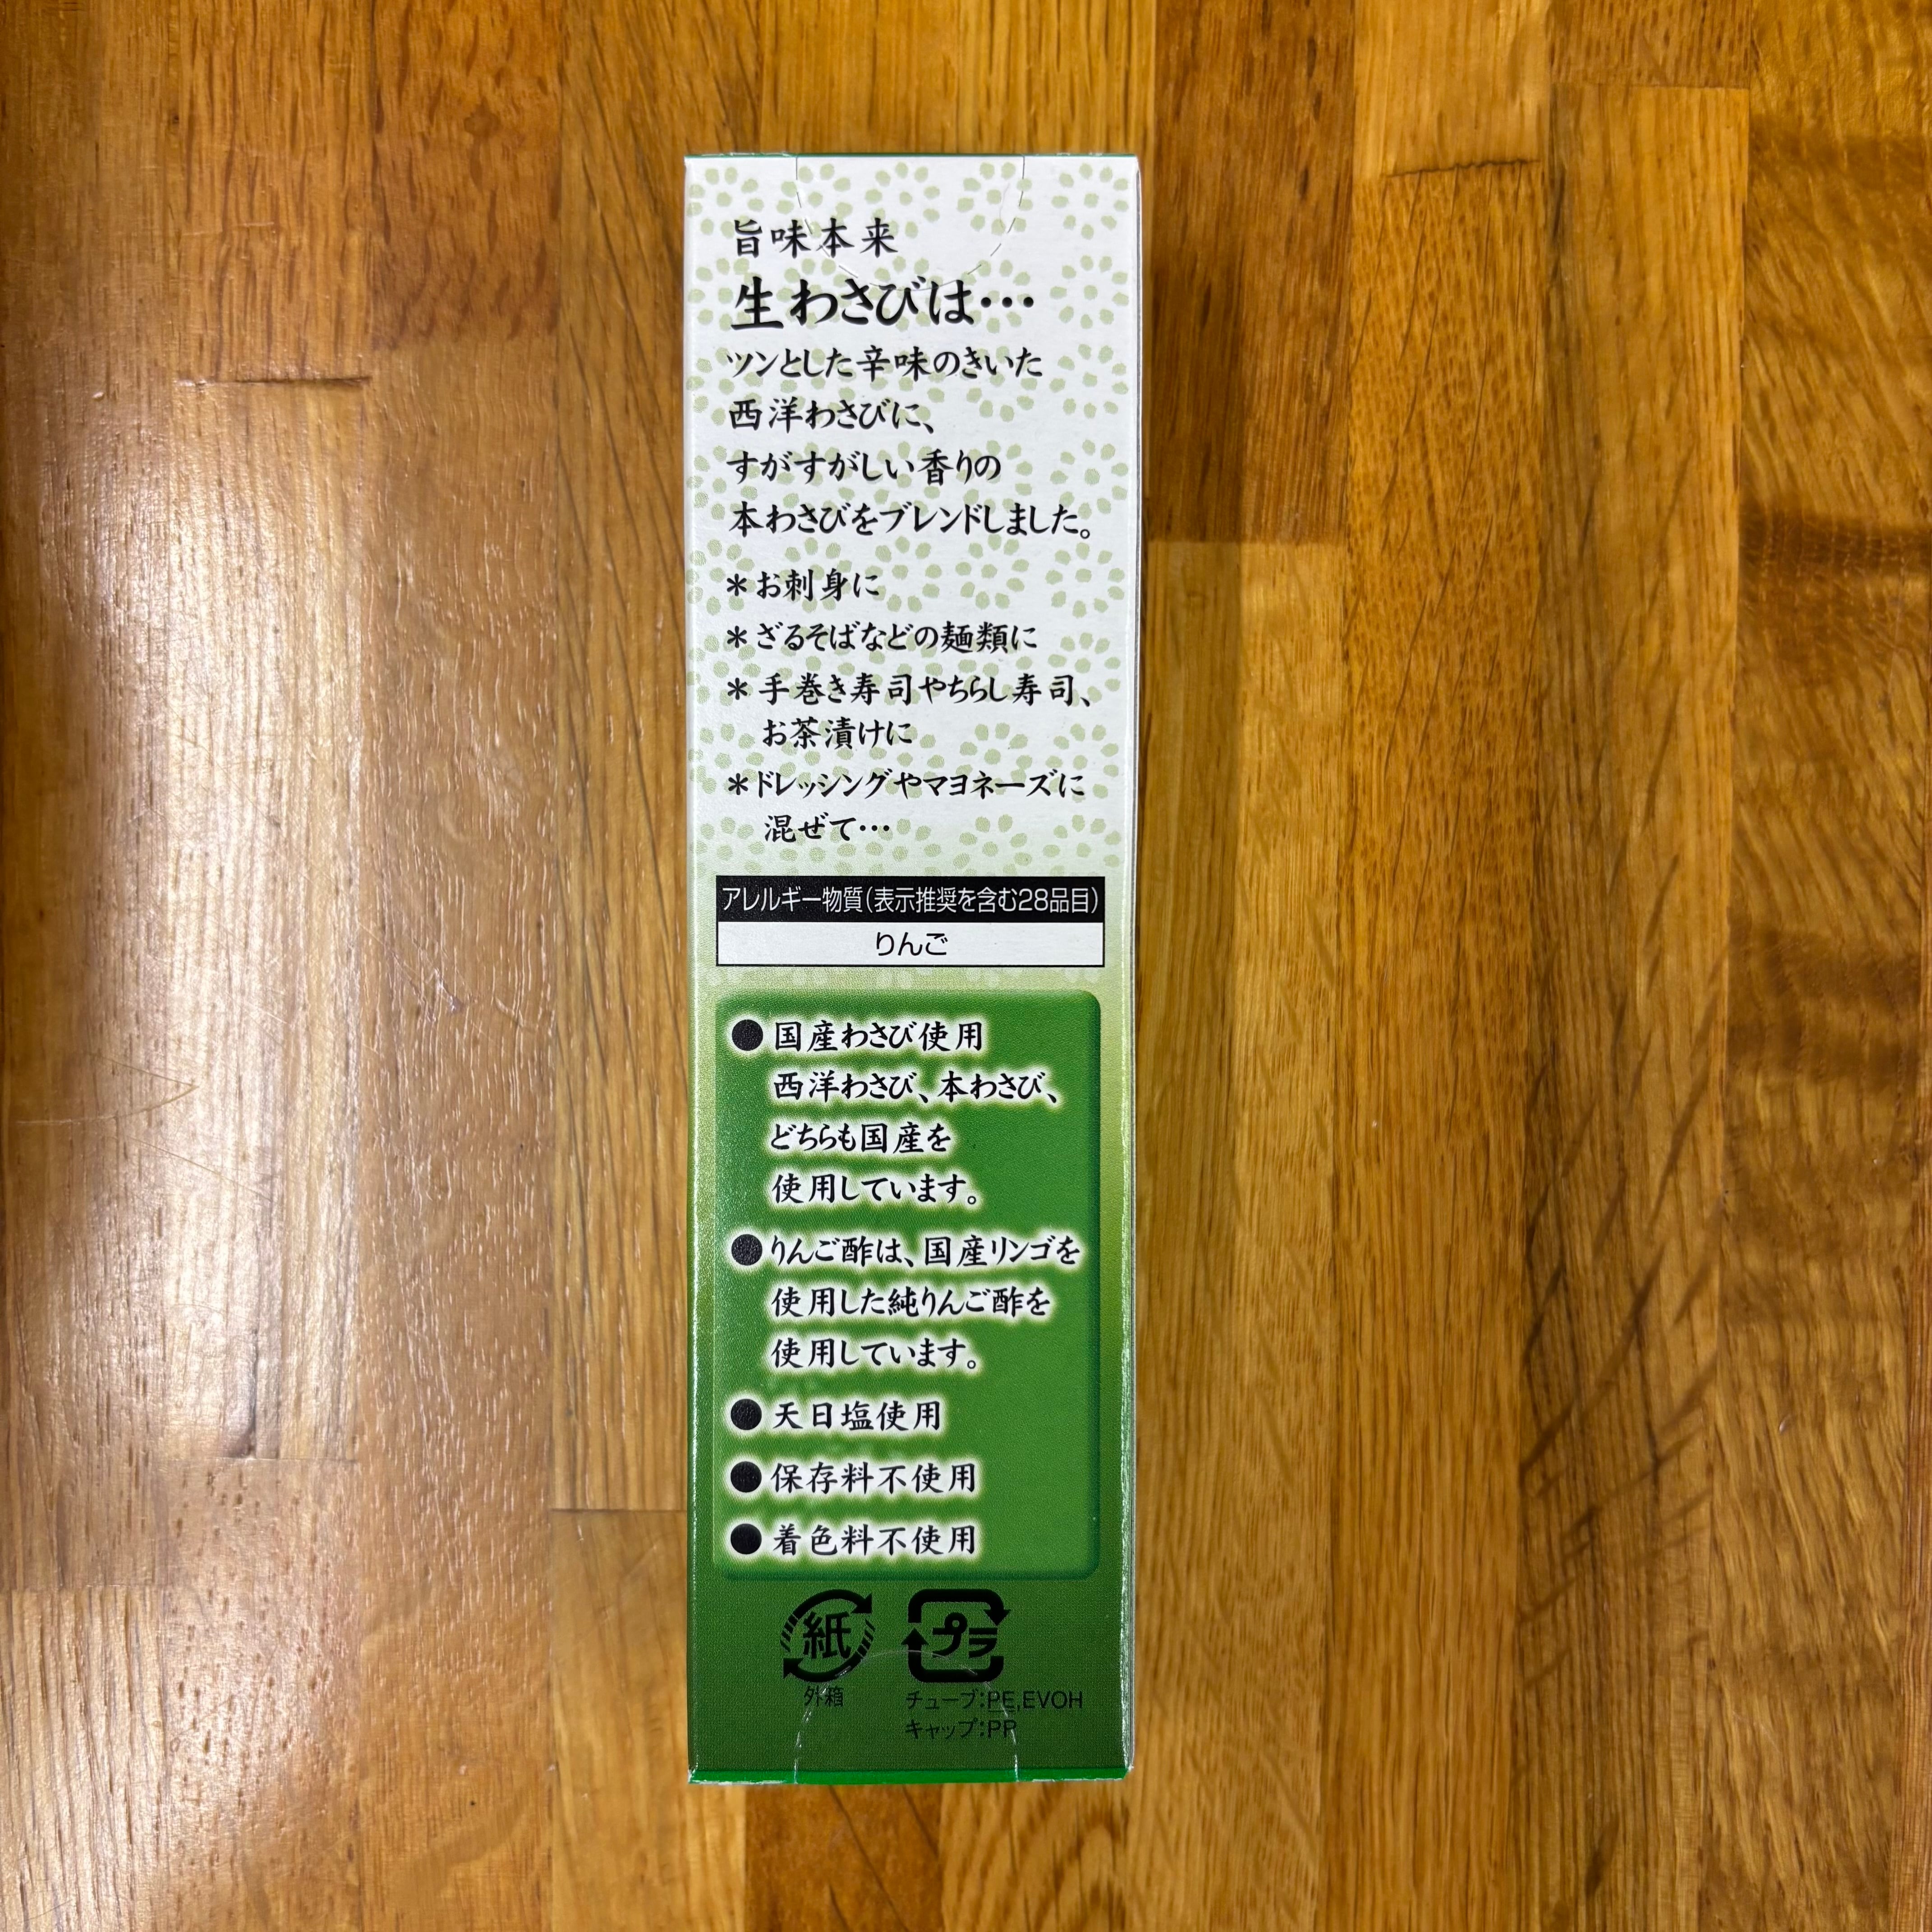 旨味本来
生わさびは…
ツンとした辛味のきいた
西洋わさびに、
すがすがしい香りの
本わさびをブレンドしました。
＊お刺身に
＊ざるそばなどの麺類に
＊手巻き寿司やちらし寿司、
お茶漬けに
＊ドレッシングやマヨネーズに
混ぜて…
アレルギー物質(表示推奨を含む28品目)
りんご
●国産わさび使用
西洋わさび、本わさび、
どちらも国産を
使用しています。
●りんご酢は、国産リンゴを
使用した純りんご酢を
使用しています。
●天日塩使用
●保存料不使用
●着色料不使用
紙
プラ
外箱
チューブ:PE,EVOH
キャップ:PP